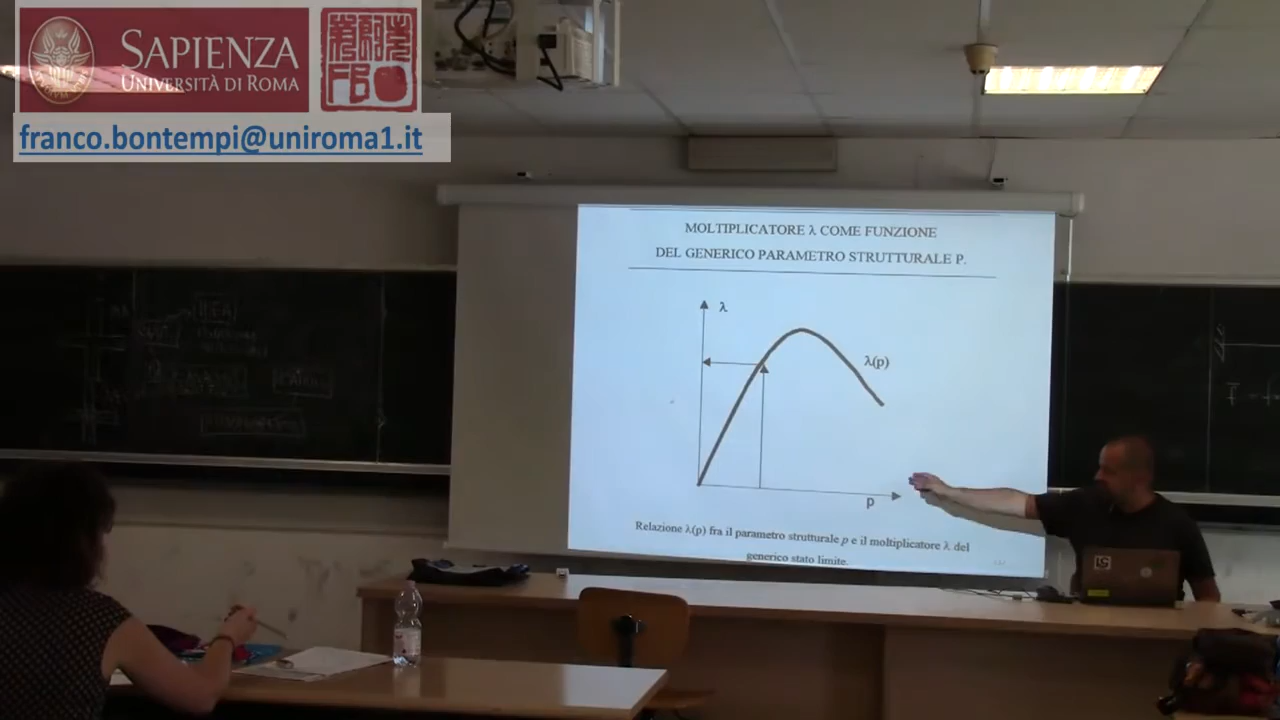 SAPIENZA
UNIVERSITÀ DI ROMA
FB
franco.bontempi@uniroma1.it
MOLTIPLICATORE λ COME FUNZIONE
DEL GENERICO PARAMETRO STRUTTURALE P.
λ
λ(p)
p
Relazione λ(p) fra il parametro strutturale p e il moltiplicatore λ del
generico stato limite.